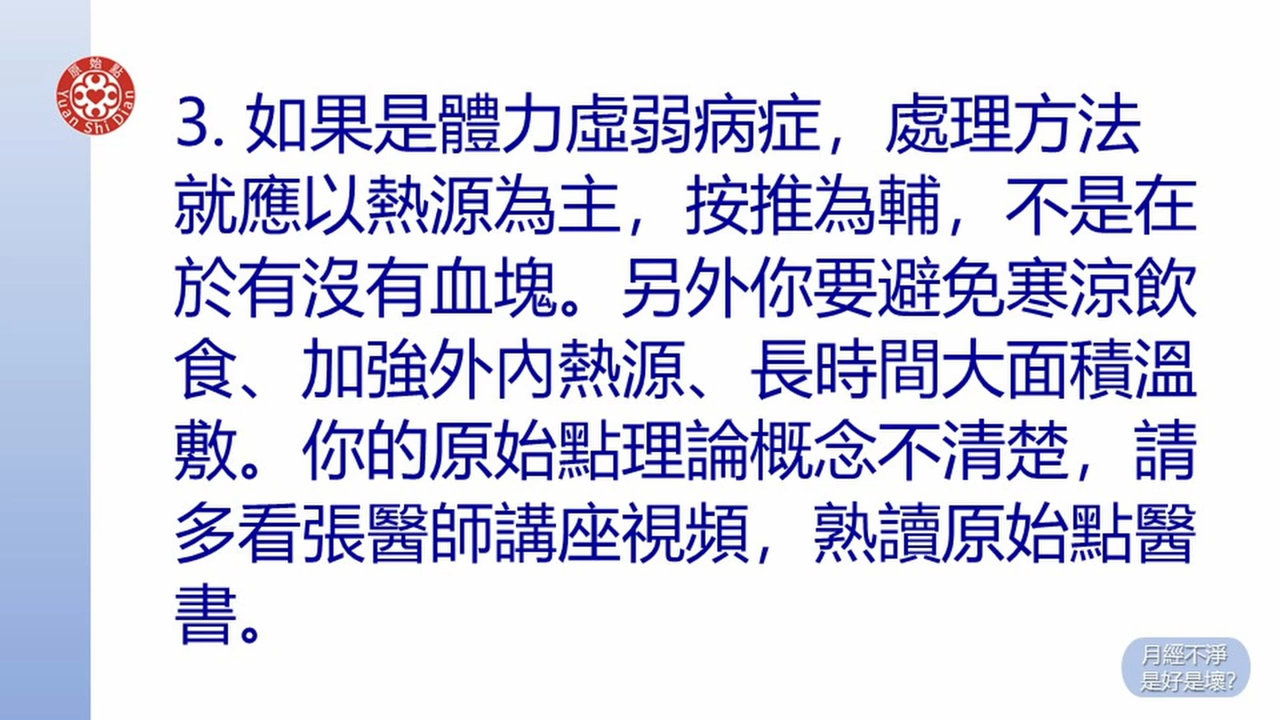 原始點
Yuan Shi Dian
3. 如果是體力虛弱病症，處理方法
就應以熱源為主，按推為輔，不是在
於有沒有血塊。另外你要避免寒涼飲
食、加強外內熱源、長時間大面積溫
敷。你的原始點理論概念不清楚，請
多看張醫師講座視頻，熟讀原始點醫
書。
月經不淨
是好是壞?